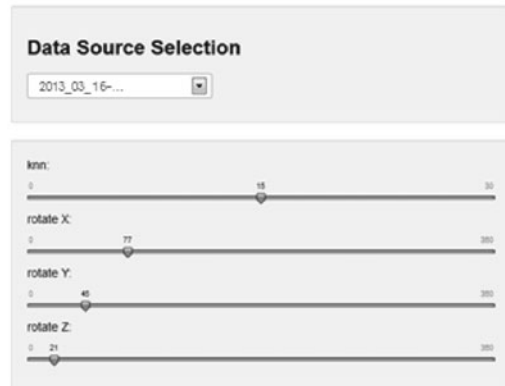 Data Source Selection
2013_03_16-...
knn:
0 15 30
rotate X:
0 77 360
rotate Y:
0 45 360
rotate Z:
0 21 360